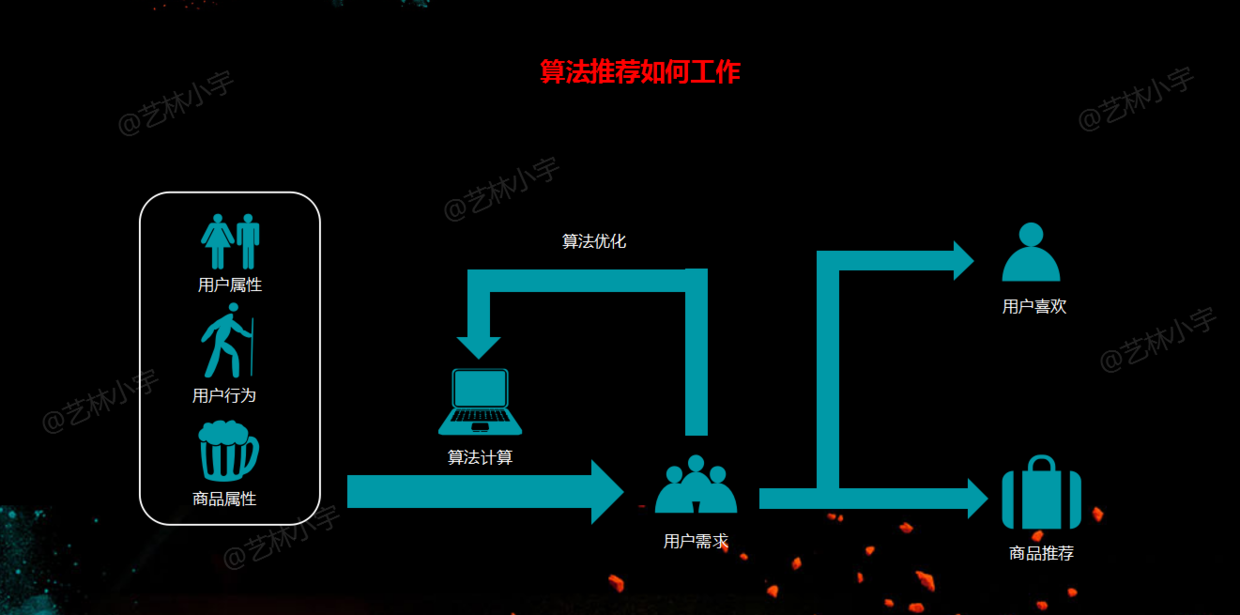 算法推荐如何工作
@艺林小宇
@艺林小宇
@艺林小宇
用户属性
用户行为
商品属性
算法优化
算法计算
用户需求
用户喜欢
商品推荐
@艺林小宇
@艺林小宇
@艺林小宇